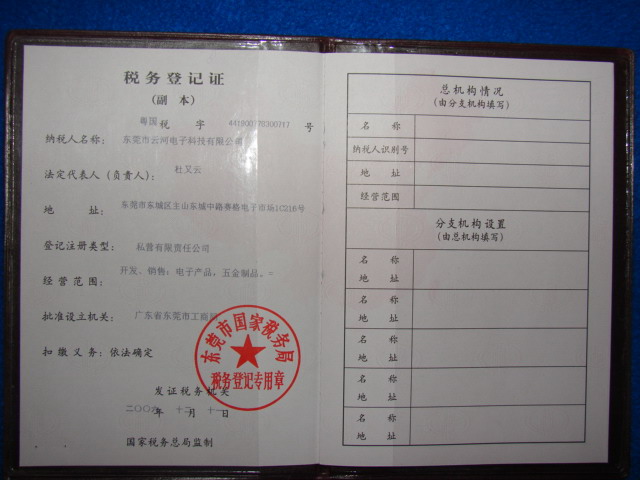 税务登记证
(副 本)
粤国税 字 441900770300717 号
纳税人名称: 东莞市云河电子科技有限公司
法定代表人(负责人): 杜又云
地 址: 东莞市东城区主山东城中路赛格电子市场1C216号
登记注册类型: 私营有限责任公司
经营范围: 开发、销售:电子产品,五金制品。=
批准设立机关: 广东省东莞市工商局
扣缴义务: 依法确定
东莞市国家税务局
税务登记专用章
发证税务机关
二〇〇六年 十二月 十一日
国家税务总局监制
总机构情况
(由分支机构填写)
名 称
纳税人识别号
地 址
经营范围
分支机构设置
(由总机构填写)
名 称
地 址
名 称
地 址
名 称
地 址
名 称
地 址
名 称
地 址